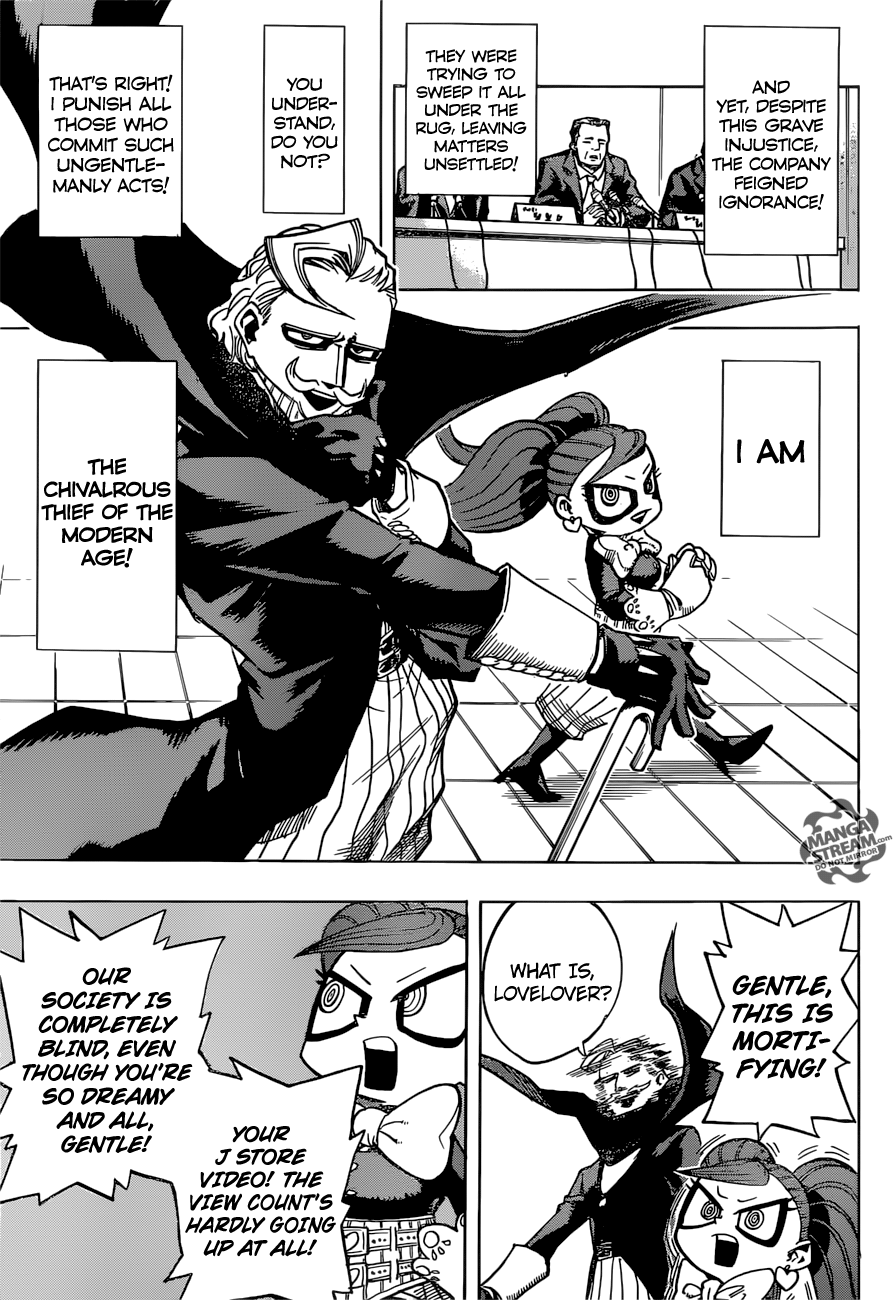 AND
YET, DESPITE
THIS GRAVE
INJUSTICE,
THE COMPANY
FEIGNED
IGNORANCE!
THEY WERE
TRYING TO
SWEEP IT ALL
UNDER THE
RUG, LEAVING
MATTERS
UNSETTLED!
YOU
UNDER-
STAND,
DO YOU
NOT?
THAT'S RIGHT!
I PUNISH ALL
THOSE WHO
COMMIT SUCH
UNGENTLE-
MANLY ACTS!
I AM
THE
CHIVALROUS
THIEF OF THE
MODERN
AGE!
MANGA
STREAM.com
DO NOT MIRROR
GENTLE,
THIS IS
MORTI-
FYING!
WHAT IS,
LOVELOVER?
OUR
SOCIETY IS
COMPLETELY
BLIND, EVEN
THOUGH YOU'RE
SO DREAMY
AND ALL,
GENTLE!
YOUR
J STORE
VIDEO! THE
VIEW COUNT'S
HARDLY GOING
UP AT ALL!